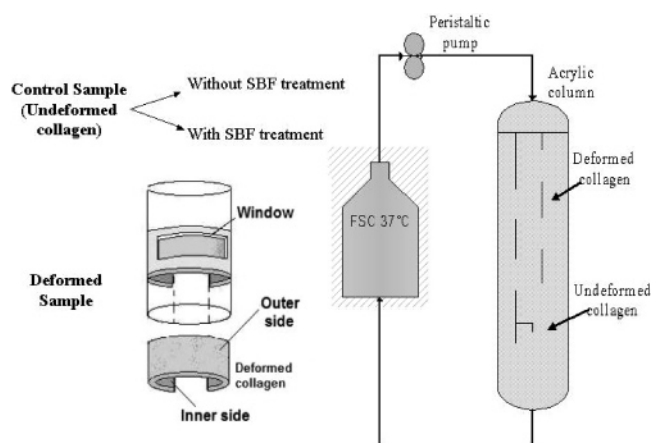 Control Sample
(Undeformed
collagen)
Without SBF treatment
With SBF treatment
Deformed
Sample
Window
Outer
side
Deformed
collagen
Inner side
Peristaltic
pump
FSC 37°C
Acrylic
column
Deformed
collagen
Undeformed
collagen